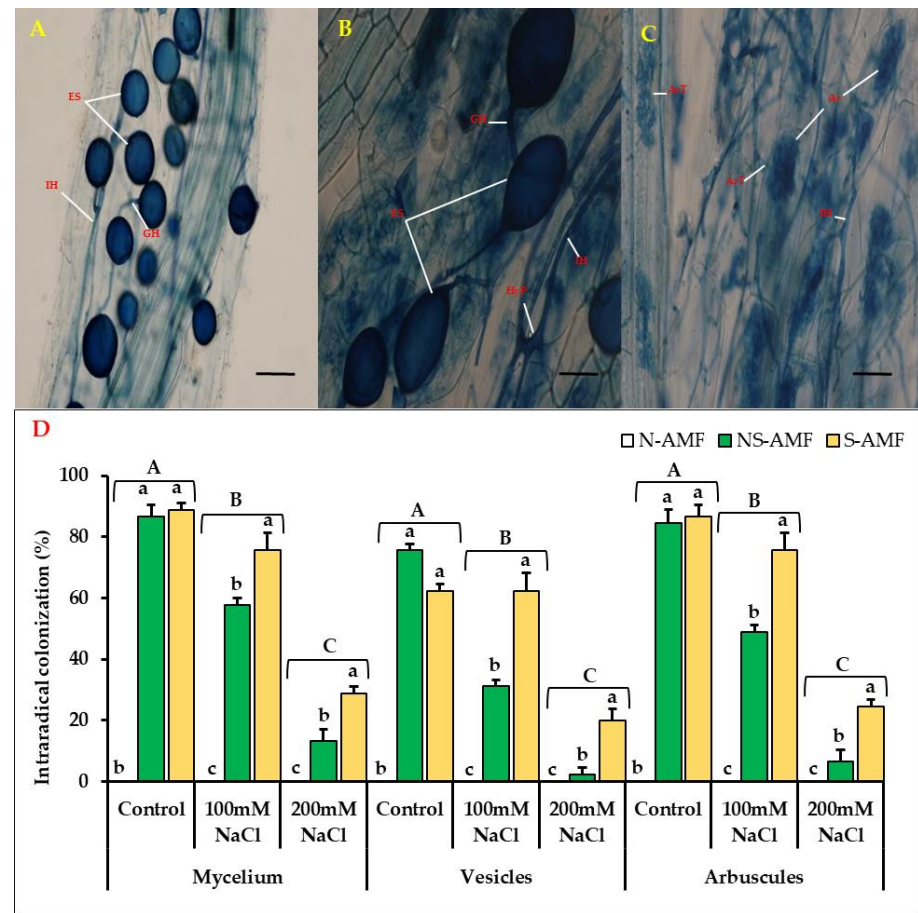 A
ES
IH
GH
B
GH
ES
IH
HyP
C
ArT
Ar
ArT
IH
D
N-AMF NS-AMF S-AMF
Intraradical colonization (%)
100
80
60
40
20
0
A
a a
b
B
a
b
c
C
a
b
c
A
a
a
b
B
a
b
c
C
a
b
c
A
a a
b
B
a
b
c
C
a
b
c
Control 100mM NaCl 200mM NaCl Control 100mM NaCl 200mM NaCl Control 100mM NaCl 200mM NaCl
Mycelium Vesicles Arbuscules